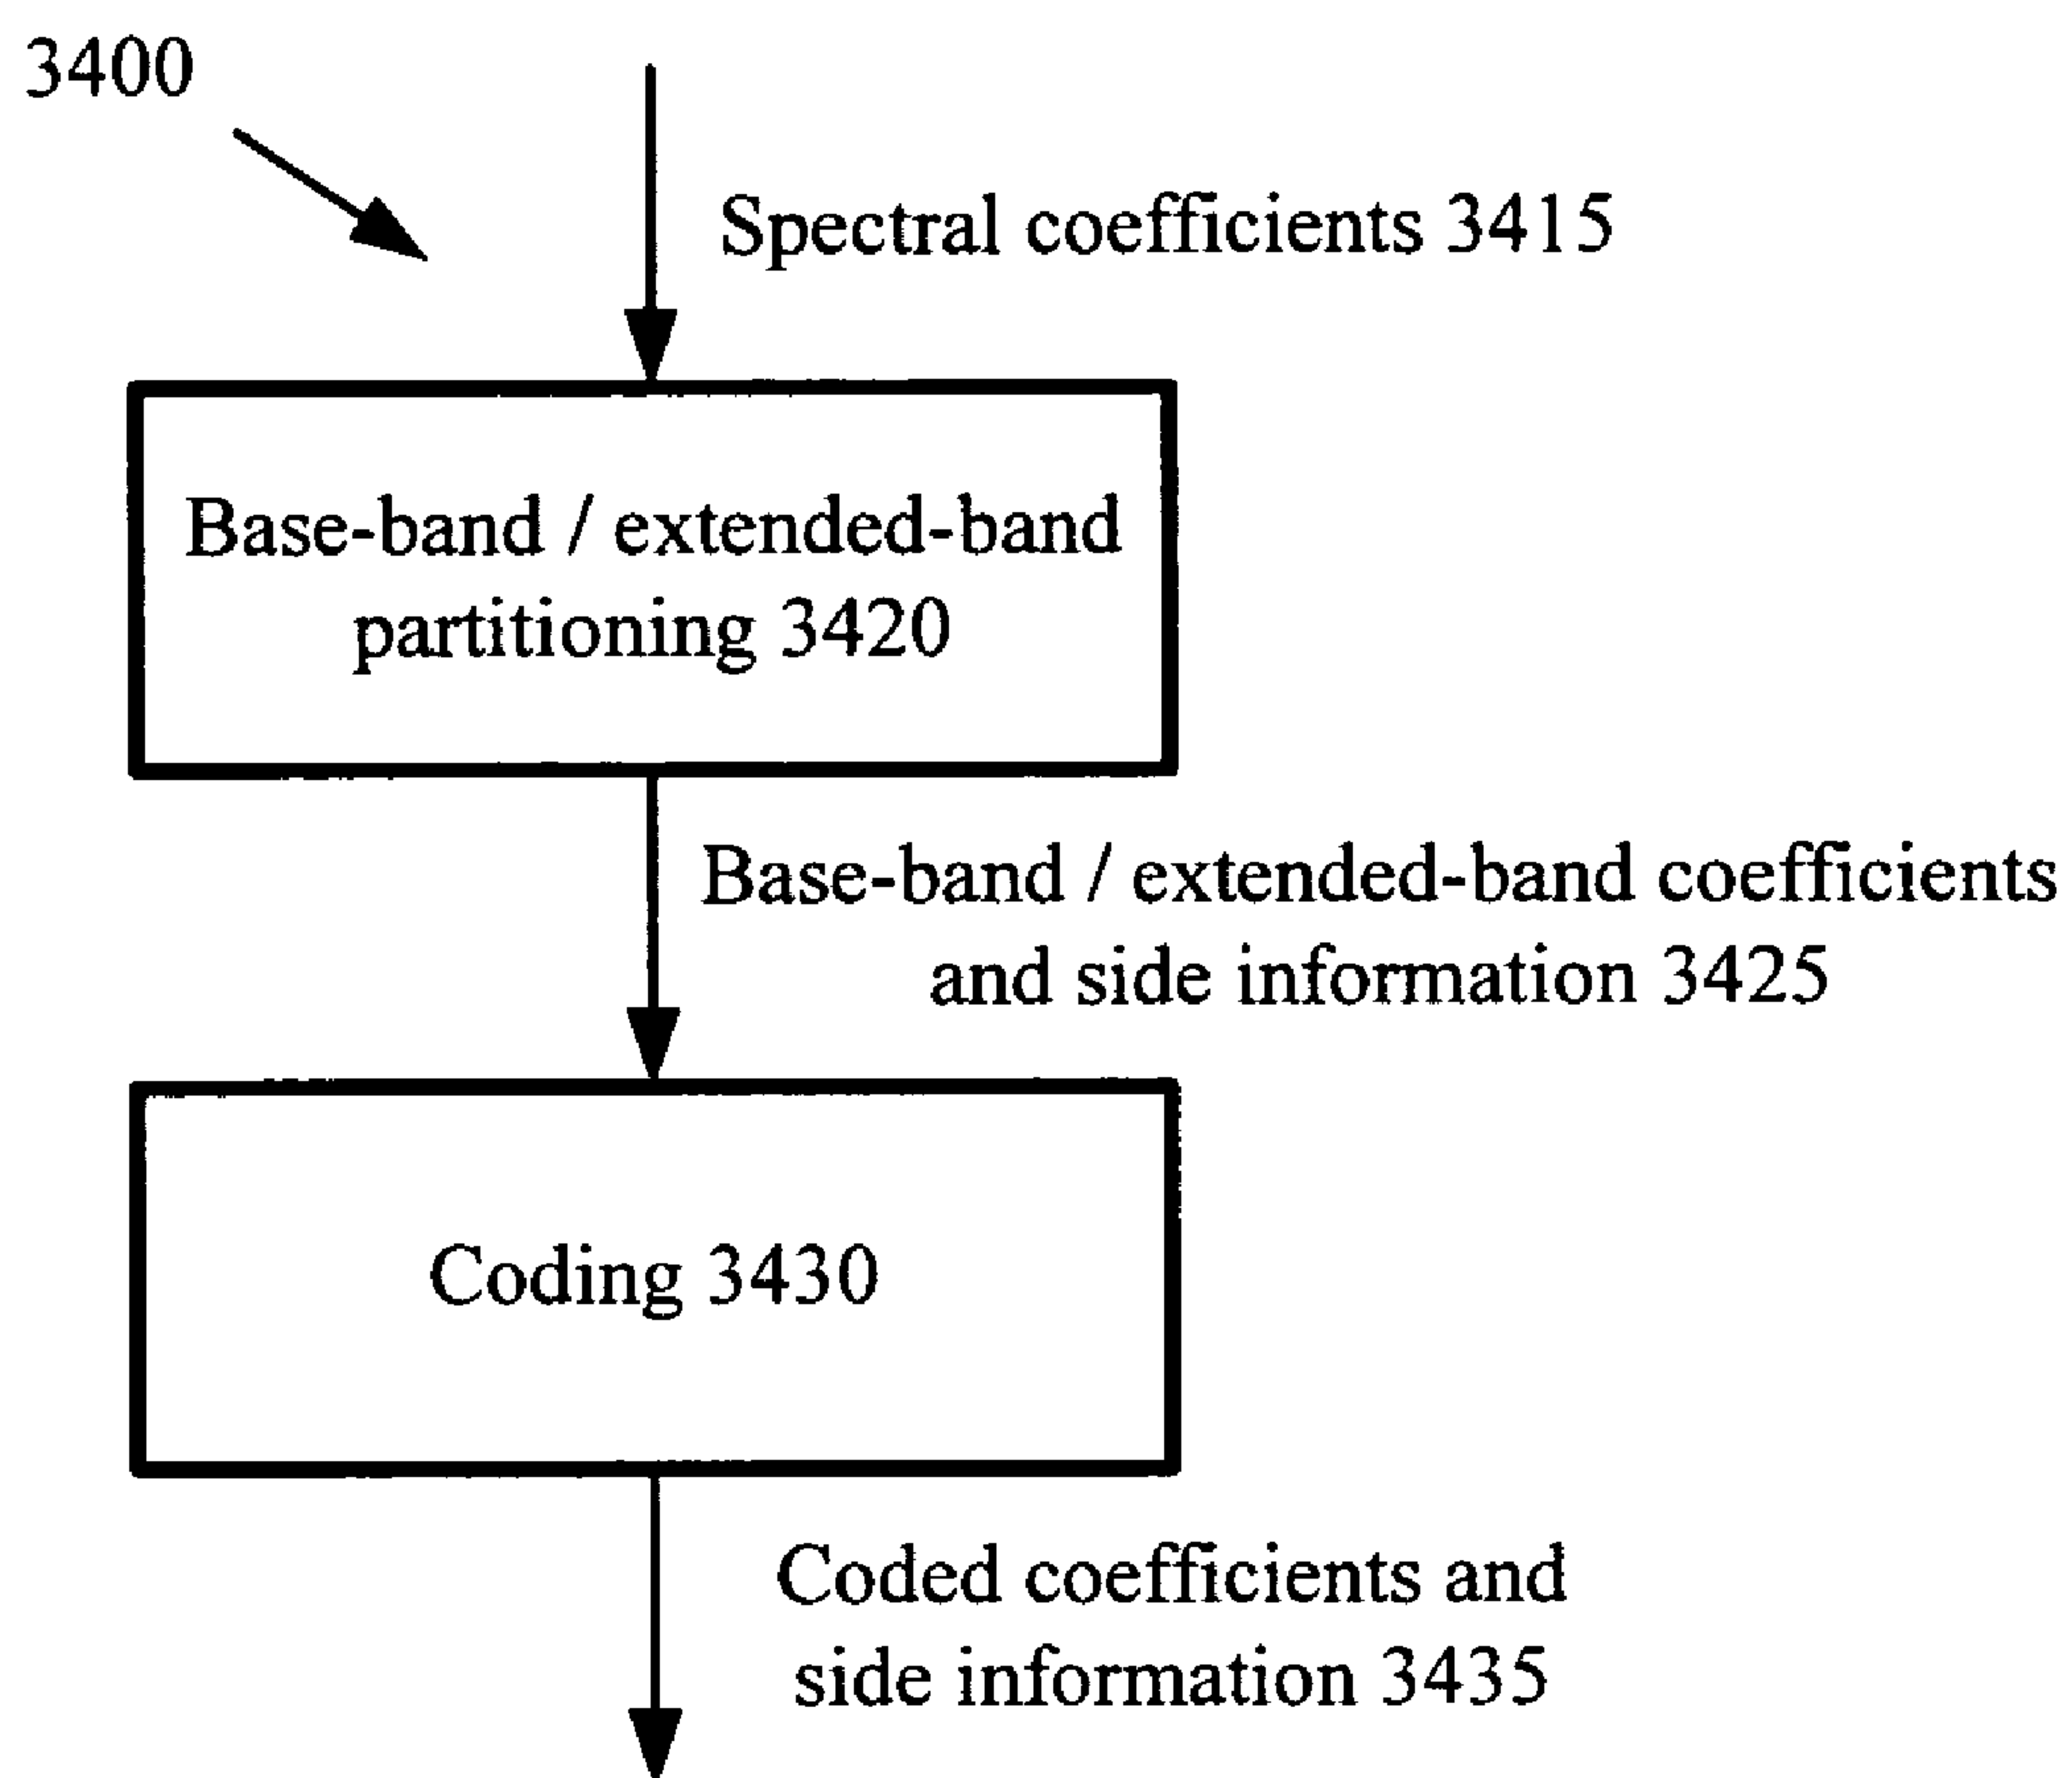 3400
Spectral coefficients 3415
Base-band / extended-band
partitioning 3420
Base-band / extended-band coefficients
and side information 3425
Coding 3430
Coded coefficients and
side information 3435